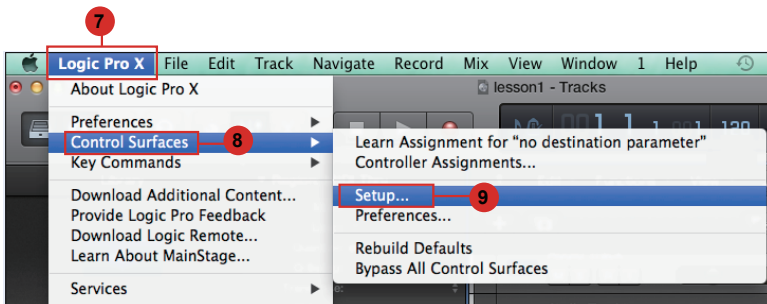 7
Logic Pro X File Edit Track Navigate Record Mix View Window 1 Help
About Logic Pro X
lesson1 - Tracks
Preferences
Control Surfaces
8
Key Commands
Learn Assignment for "no destination parameter"
Controller Assignments...
Download Additional Content...
Setup...
9
Provide Logic Pro Feedback
Preferences...
Download Logic Remote...
Learn About MainStage...
Rebuild Defaults
Bypass All Control Surfaces
Services